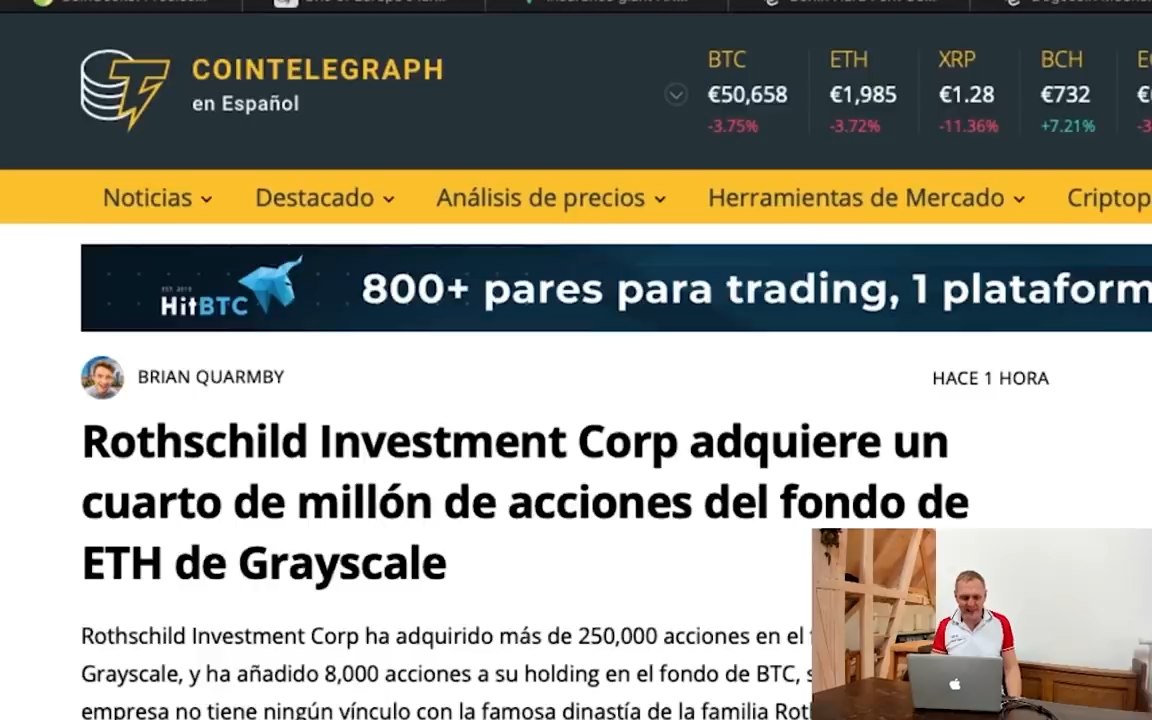 COINTELEGRAPH
en Español
BTC ETH XRP BCH
€50,658 €1,985 €1.28 €732
-3.75% -3.72% -11.36% +7.21%
Noticias Destacado Análisis de precios Herramientas de Mercado
HitBTC
800+ pares para trading, 1 plataform
BRIAN QUARMBY
HACE 1 HORA
Rothschild Investment Corp adquiere un
cuarto de millón de acciones del fondo de
ETH de Grayscale
Rothschild Investment Corp ha adquirido más de 250,000 acciones en el
Grayscale, y ha añadido 8,000 acciones a su holding en el fondo de BTC,
empresa no tiene ningún vínculo con la famosa dinastía de la familia